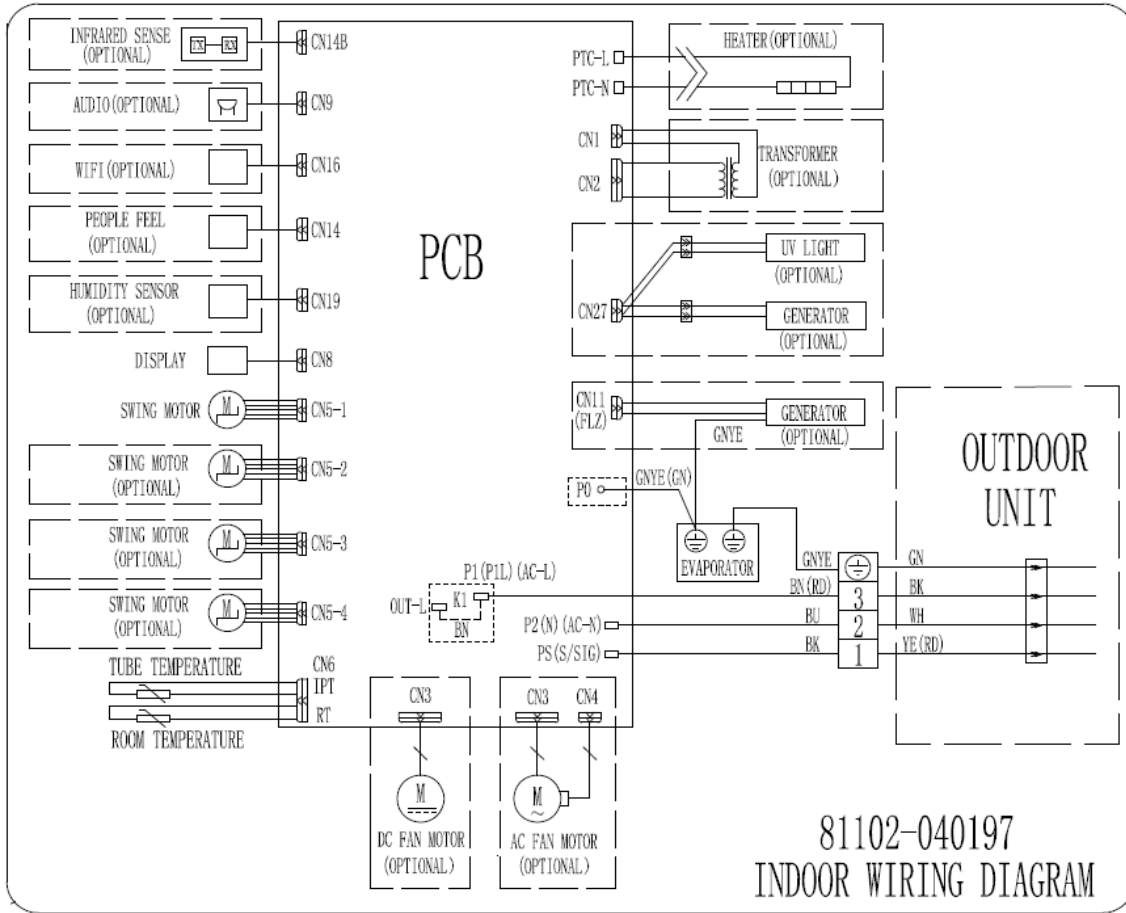 INFRARED SENSE
(OPTIONAL)
TX
RX
CN14B
AUDIO(OPTIONAL)
CN9
WIFI(OPTIONAL)
CN16
PEOPLE FEEL
(OPTIONAL)
CN14
HUMIDITY SENSOR
(OPTIONAL)
CN19
DISPLAY
CN8
SWING MOTOR
M
CN5-1
SWING MOTOR
(OPTIONAL)
M
CN5-2
SWING MOTOR
(OPTIONAL)
M
CN5-3
SWING MOTOR
(OPTIONAL)
M
CN5-4
TUBE TEMPERATURE
CN6
IPT
RT
ROOM TEMPERATURE
PCB
PTC-L
PTC-N
HEATER(OPTIONAL)
CN1
CN2
TRANSFORMER
(OPTIONAL)
CN27
UV LIGHT
(OPTIONAL)
GENERATOR
(OPTIONAL)
CN11
(FLZ)
GENERATOR
(OPTIONAL)
GNYE
P0
GNYE(GN)
EVAPORATOR
P1(P1L)(AC-L)
OUT-L
K1
BN
P2(N)(AC-N)
PS(S/SIG)
GNYE
BN(RD)
BU
BK
3
2
1
GN
BK
WH
YE(RD)
OUTDOOR
UNIT
CN3
M
DC FAN MOTOR
(OPTIONAL)
CN3
CN4
M
~
AC FAN MOTOR
(OPTIONAL)
81102-040197
INDOOR WIRING DIAGRAM